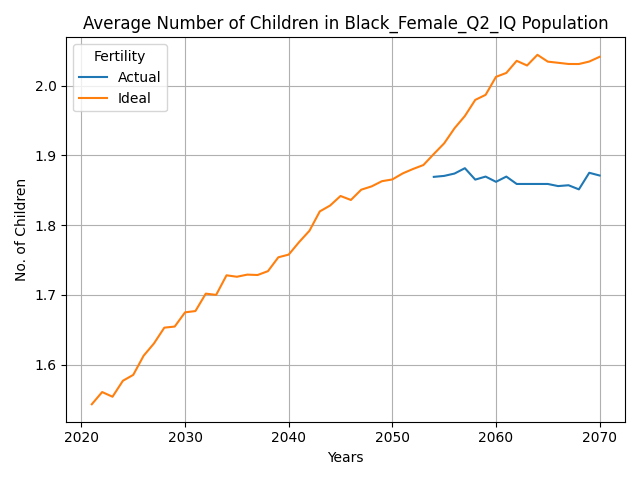 Average Number of Children in Black_Female_Q2_IQ Population
Fertility
Actual
Ideal
No. of Children
2.0
1.9
1.8
1.7
1.6
2020 2030 2040 2050 2060 2070
Years